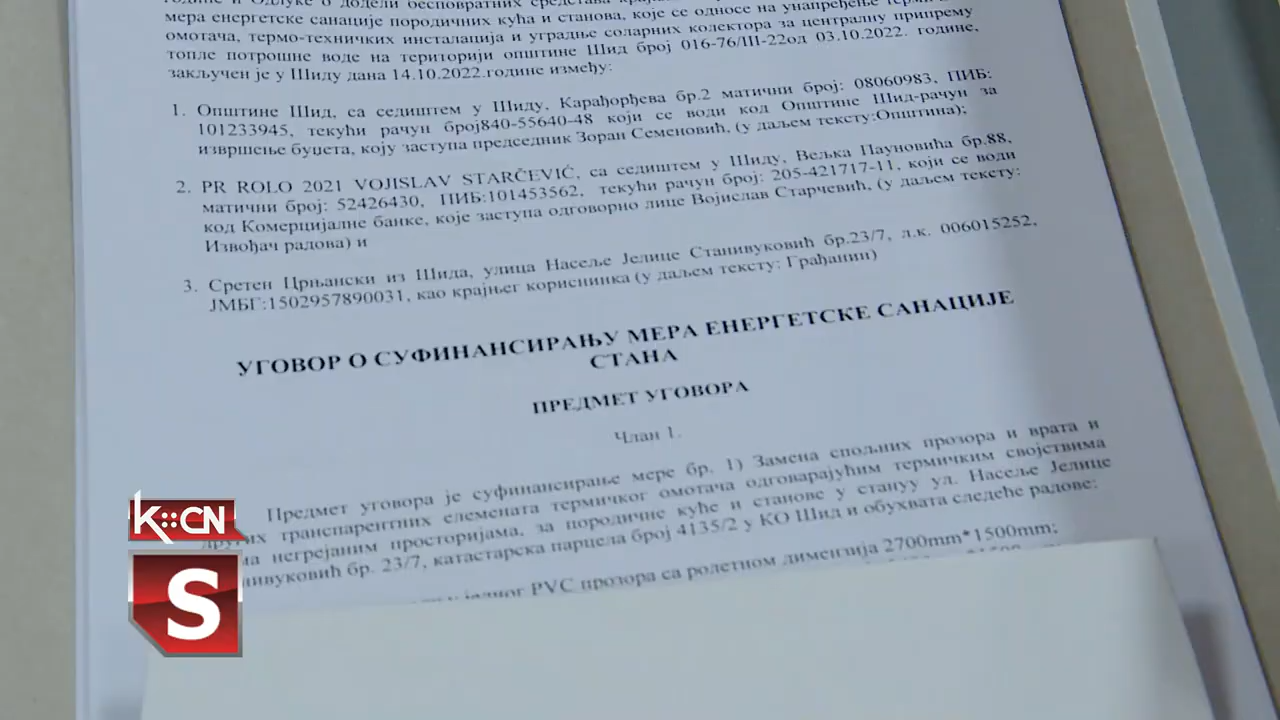 мера енергетске санације породичних кућа и станова, које се односе на унапређење
омотача, термо-техничких инсталација и уградње соларних колектора за централну припрему
топле потрошне воде на територији општине Шид број 016-76/III-22од 03.10.2022. године,
закључен је у Шиду дана 14.10.2022.године између:
1. Општине Шид, са седиштем у Шиду, Карађорђева бр.2 матични број: 08060983, ПИБ:
101233945, текући рачун број840-55640-48 који се води код Општине Шид-рачун за
извршење буџета, коју заступа председник Зоран Семеновић, (у даљем тексту:Општина);
2. PR ROLO 2021 VOJISLAV STARČEVIĆ, са седиштем у Шиду, Вељка Пауновића бр.88,
матични број: 52426430, ПИБ:101453562, текући рачун број: 205-421717-11, који се води
код Комерцијалне банке, које заступа одговорно лице Војислав Старчевић, (у даљем тексту:
Извођач радова) и
3. Сретен Црњански из Шида, улица Насеље Јелице Станивуковић бр.23/7, л.к. 006015252,
ЈМБГ:1502957890031, као крајњег корисника (у даљем тексту: Грађанин)
УГОВОР О СУФИНАНСИРАЊУ МЕРА ЕНЕРГЕТСКЕ САНАЦИЈЕ
СТАНА
ПРЕДМЕТ УГОВОРА
Члан 1.
Предмет уговора је суфинансирање мере бр. 1) Замена спољних прозора и врата и
других транспарентних елемената термичког омотача одговарајућим термичким својствима
негрејаним просторијама, за породичне куће и станове у стану ул. Насеље Јелице
бр. 23/7, катастарска парцела број 4135/2 у КО Шид и обухвата следеће радове:
једног PVC прозора са ролетном димензија 2700mm*1500mm;
K::CN
S